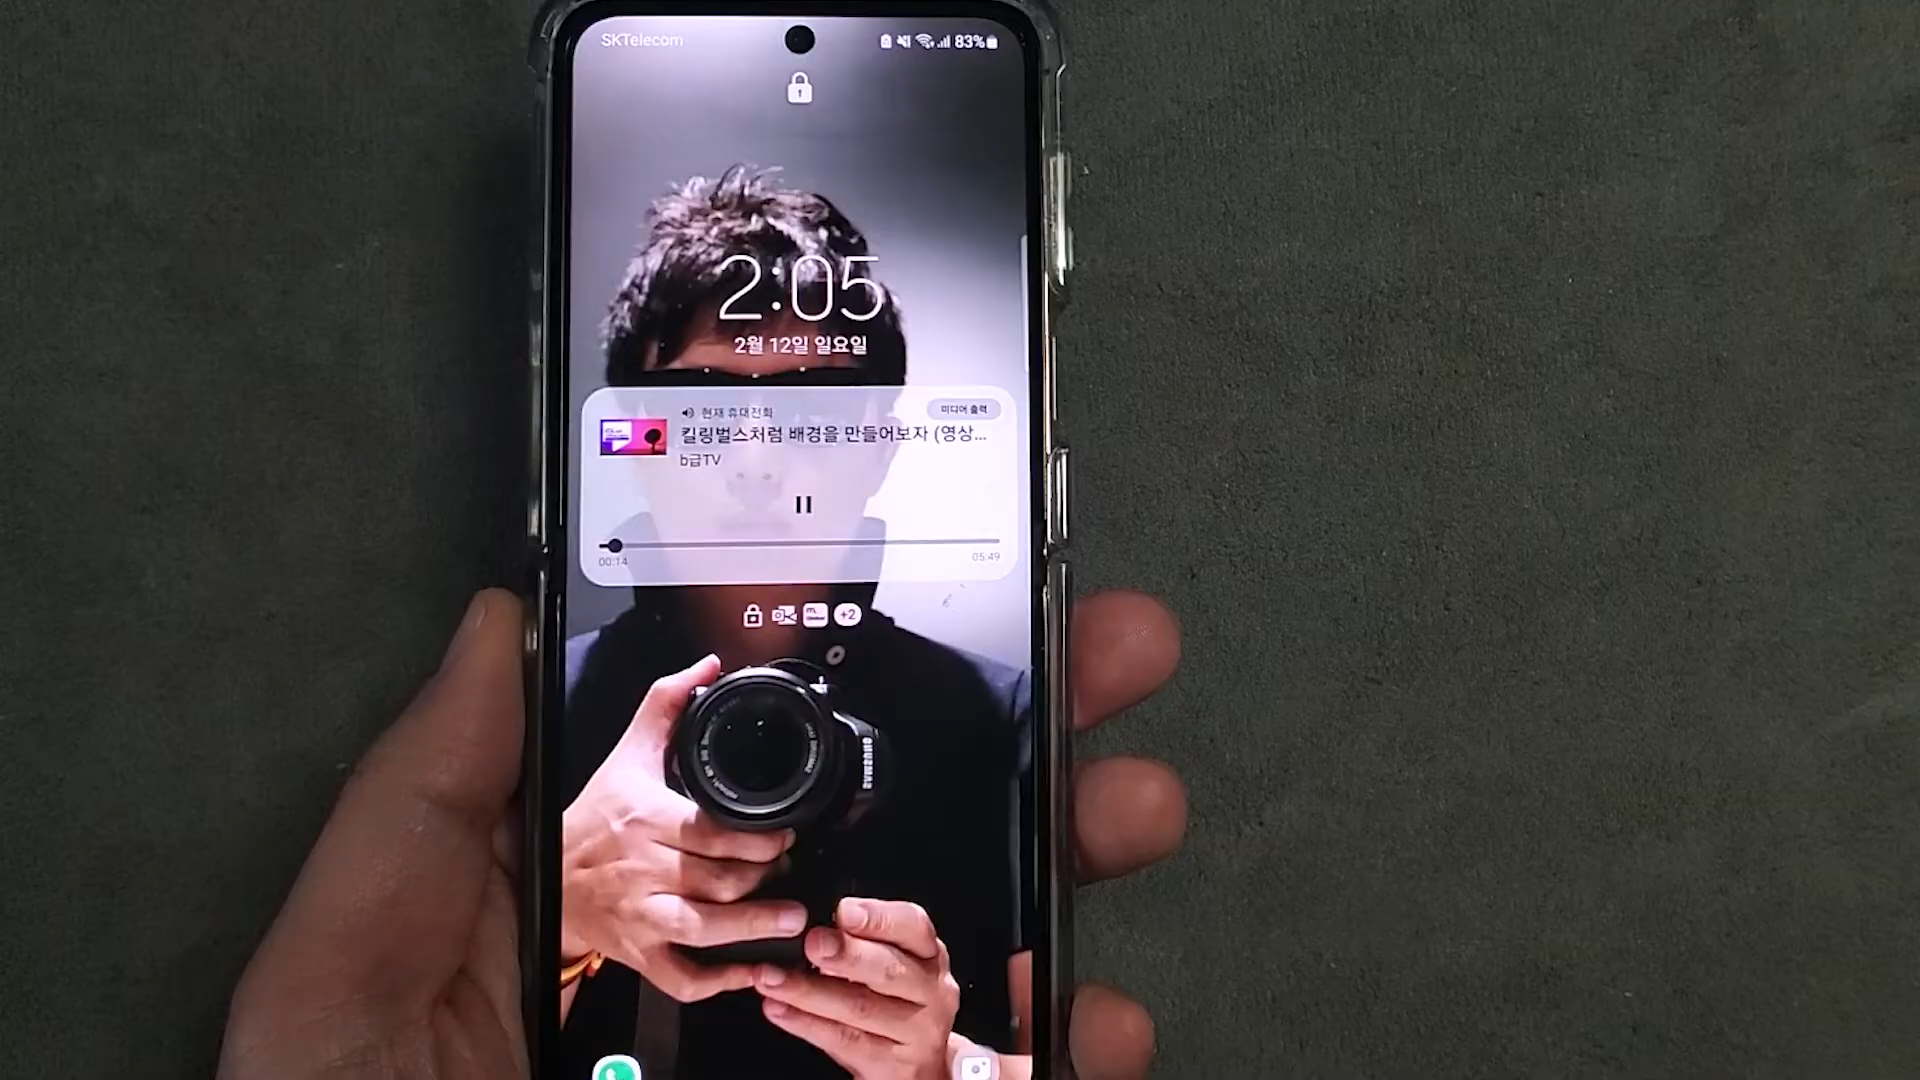 SKTelecom
83%
2:05
2월 12일 일요일
현재 휴대전화
미디어 출력
킬링벌스처럼 배경을 만들어보자 (영상...
b급TV
00:14
05:49
+2
SAMSUNG